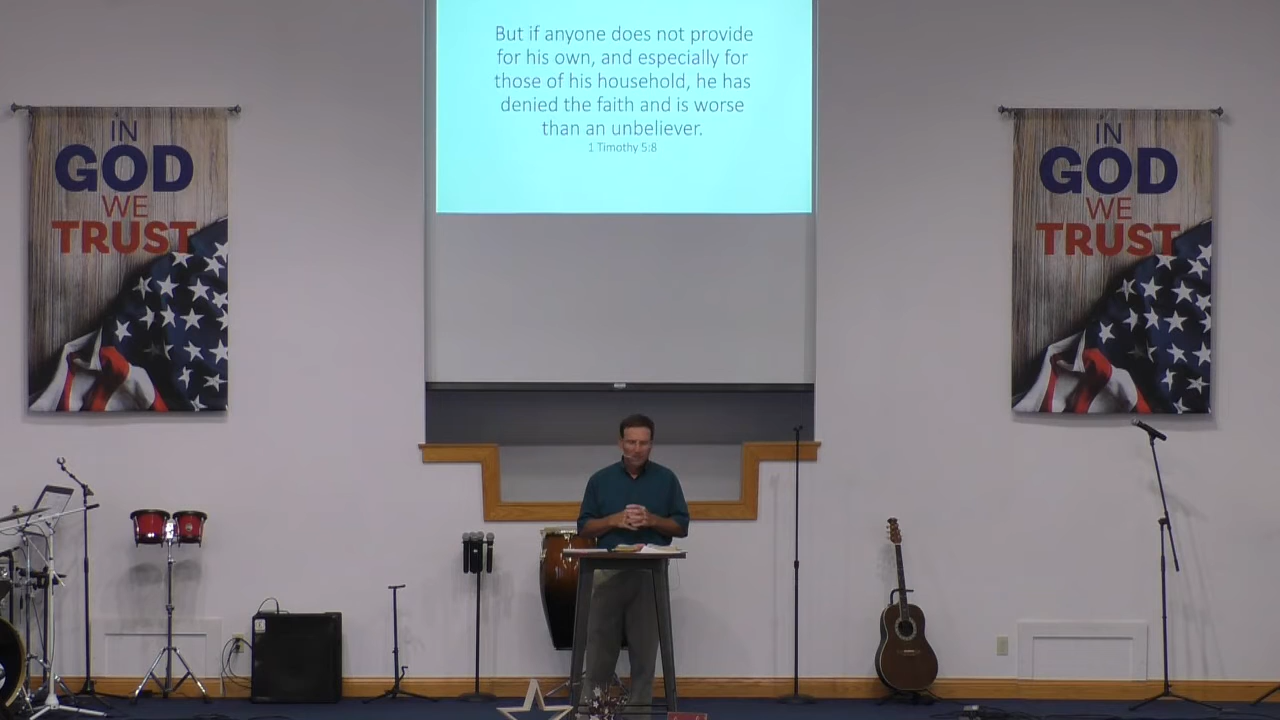 But if anyone does not provide
for his own, and especially for
those of his household, he has
denied the faith and is worse
than an unbeliever.
1 Timothy 5:8
IN
GOD
WE
TRUST
IN
GOD
WE
TRUST